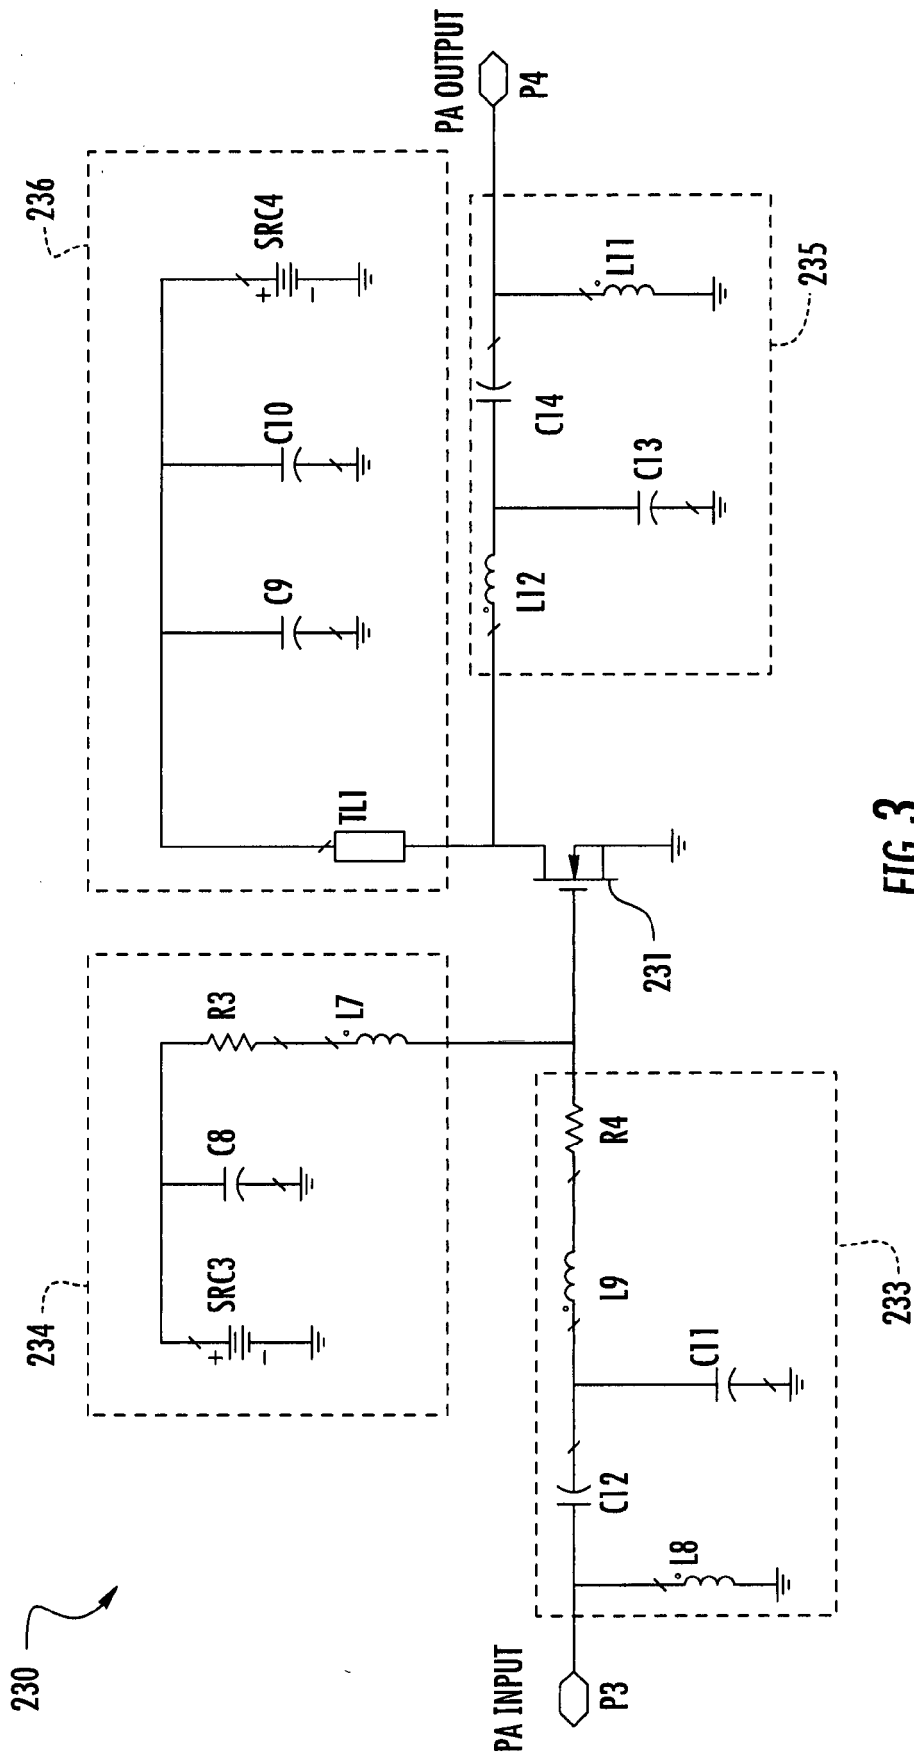 230
234
236
SRC3
C8
R3
L7
TL1
C9
C10
SRC4
PA OUTPUT
P4
PA INPUT
P3
L8
C12
C11
L9
R4
233
231
L12
C13
C14
L11
235
FIG. 3